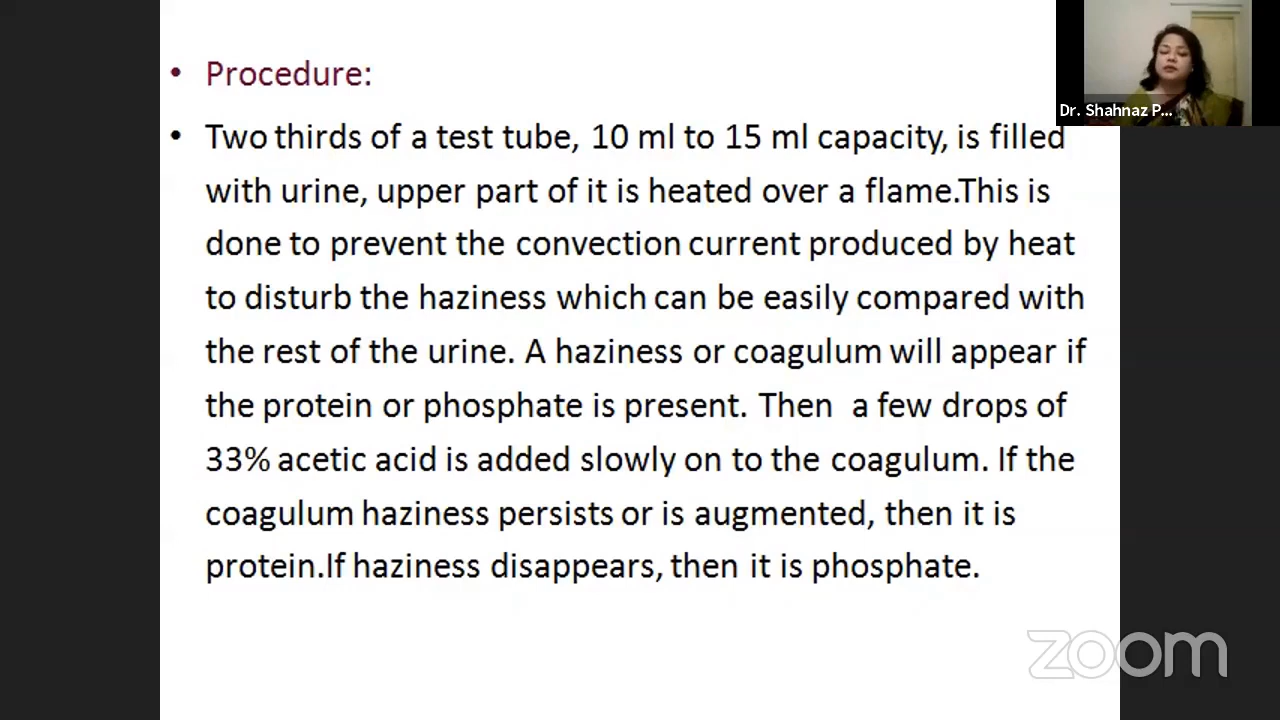 • Procedure:
• Two thirds of a test tube, 10 ml to 15 ml capacity, is filled
with urine, upper part of it is heated over a flame.This is
done to prevent the convection current produced by heat
to disturb the haziness which can be easily compared with
the rest of the urine. A haziness or coagulum will appear if
the protein or phosphate is present. Then a few drops of
33% acetic acid is added slowly on to the coagulum. If the
coagulum haziness persists or is augmented, then it is
protein.If haziness disappears, then it is phosphate.
Dr. Shahnaz P...
zoom